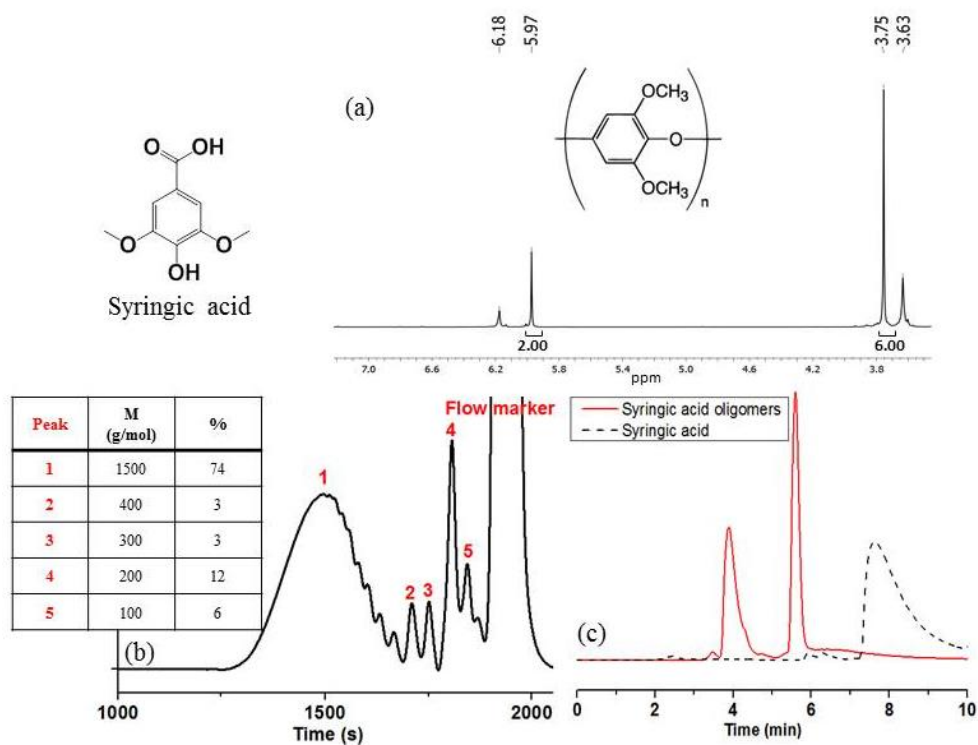 6.18
5.97
3.75
3.63
(a)
OCH3
O
OCH3
n
O
OH
O
O
OH
Syringic acid
2.00
6.00
7.0 6.6 6.2 5.8 5.4 5.0 4.6 4.2 3.8
ppm
Peak M (g/mol) %
1 1500 74
2 400 3
3 300 3
4 200 12
5 100 6
Flow marker
1
2
3
4
5
(b)
1000 1500 2000
Time (s)
Syringic acid oligomers
Syringic acid
(c)
0 2 4 6 8 10
Time (min)